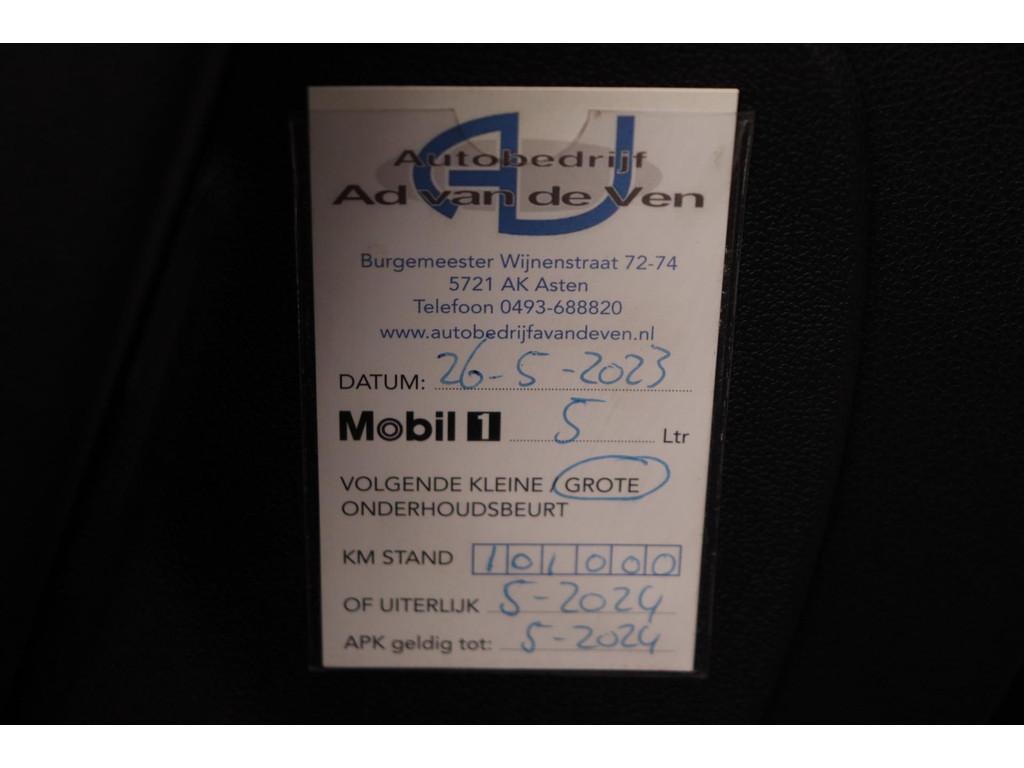 Autobedrijf
Ad van de Ven
Burgemeester Wijnenstraat 72-74
5721 AK Asten
Telefoon 0493-688820
www.autobedrijfavandeven.nl
DATUM: 26-5-2023
Mobil 1 5 Ltr
VOLGENDE KLEINE / GROTE
ONDERHOUDSBEURT
KM STAND 101000
OF UITERLIJK 5-2024
APK geldig tot: 5-2024